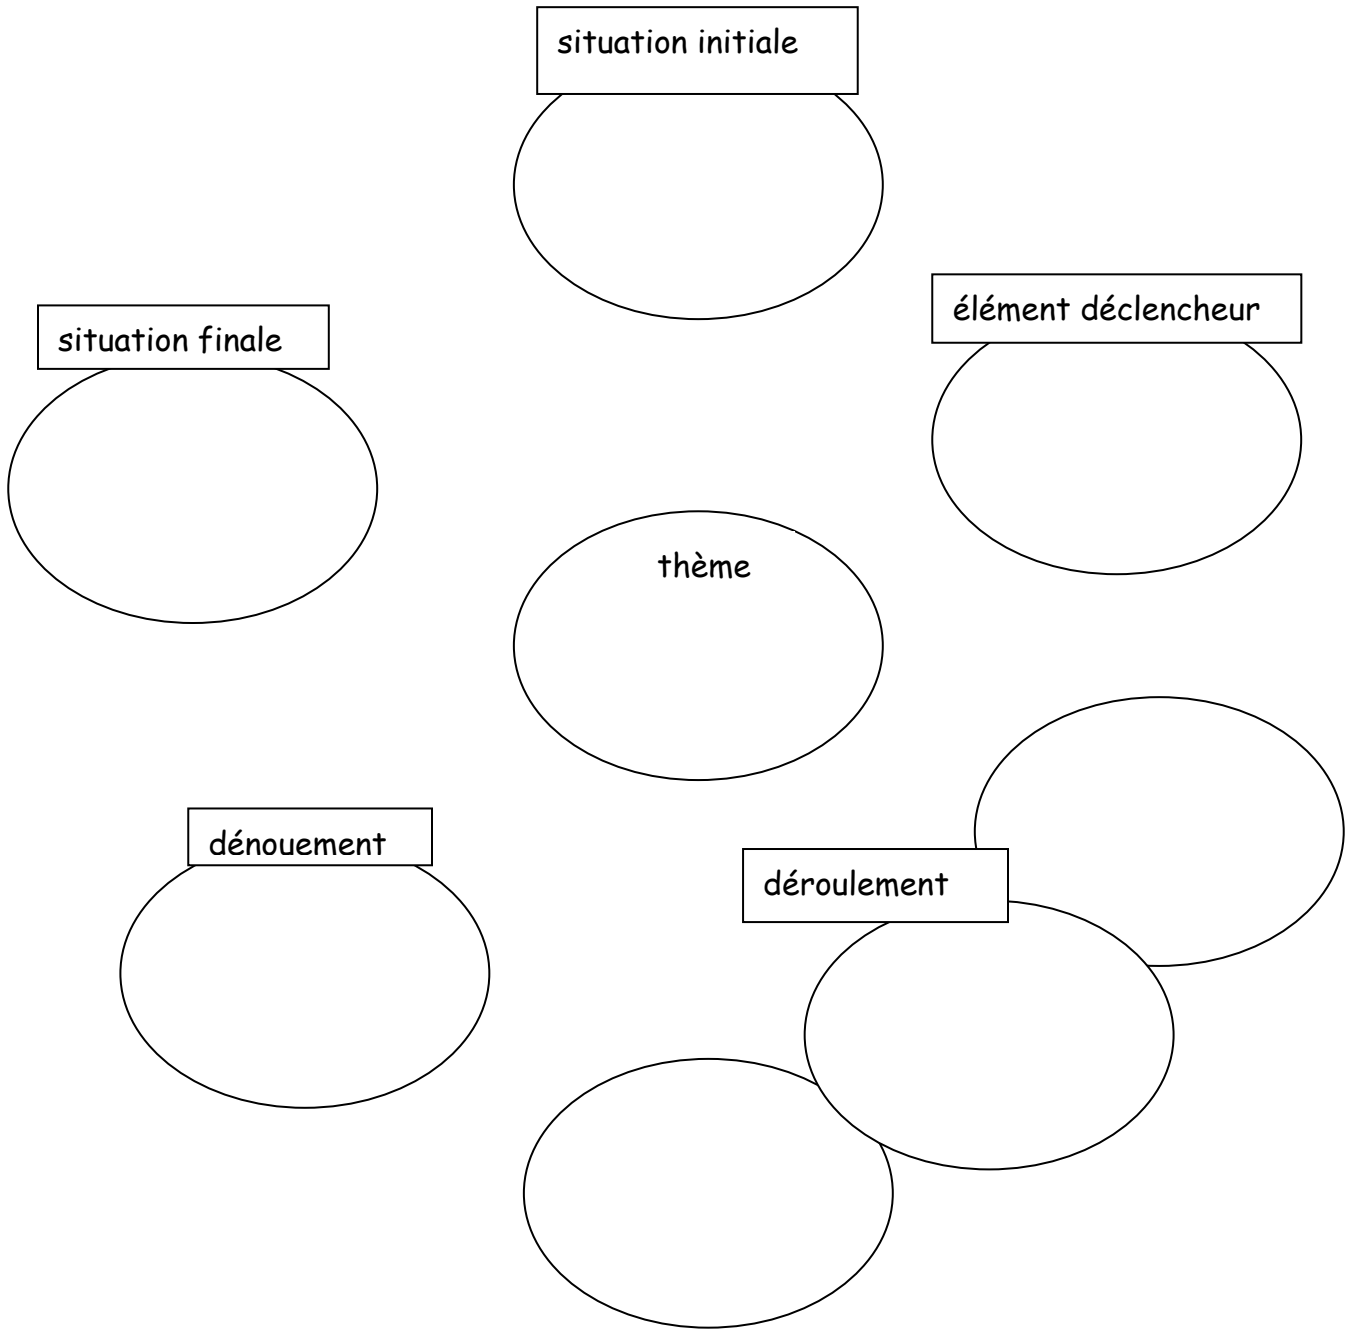 situation initiale
élément déclencheur
situation finale
thème
dénouement
déroulement